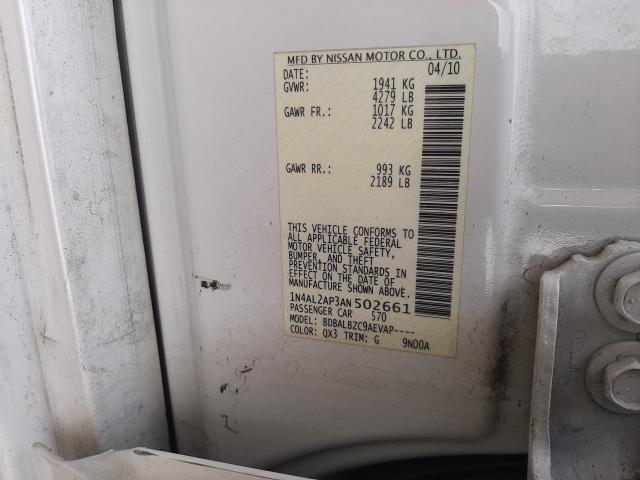 MFD BY NISSAN MOTOR CO., LTD.
DATE: 04/10
GVWR: 1941 KG
4279 LB
GAWR FR.: 1017 KG
2242 LB
GAWR RR.: 993 KG
2189 LB
THIS VEHICLE CONFORMS TO
ALL APPLICABLE FEDERAL
MOTOR VEHICLE SAFETY,
BUMPER, AND THEFT
PREVENTION STANDARDS IN
EFFECT ON THE DATE OF
MANUFACTURE SHOWN ABOVE.
1N4AL2AP3AN502661
PASSENGER CAR 570
MODEL: BDBALBZC9AEVAP----
COLOR: QX3 TRIM: G 9N00A